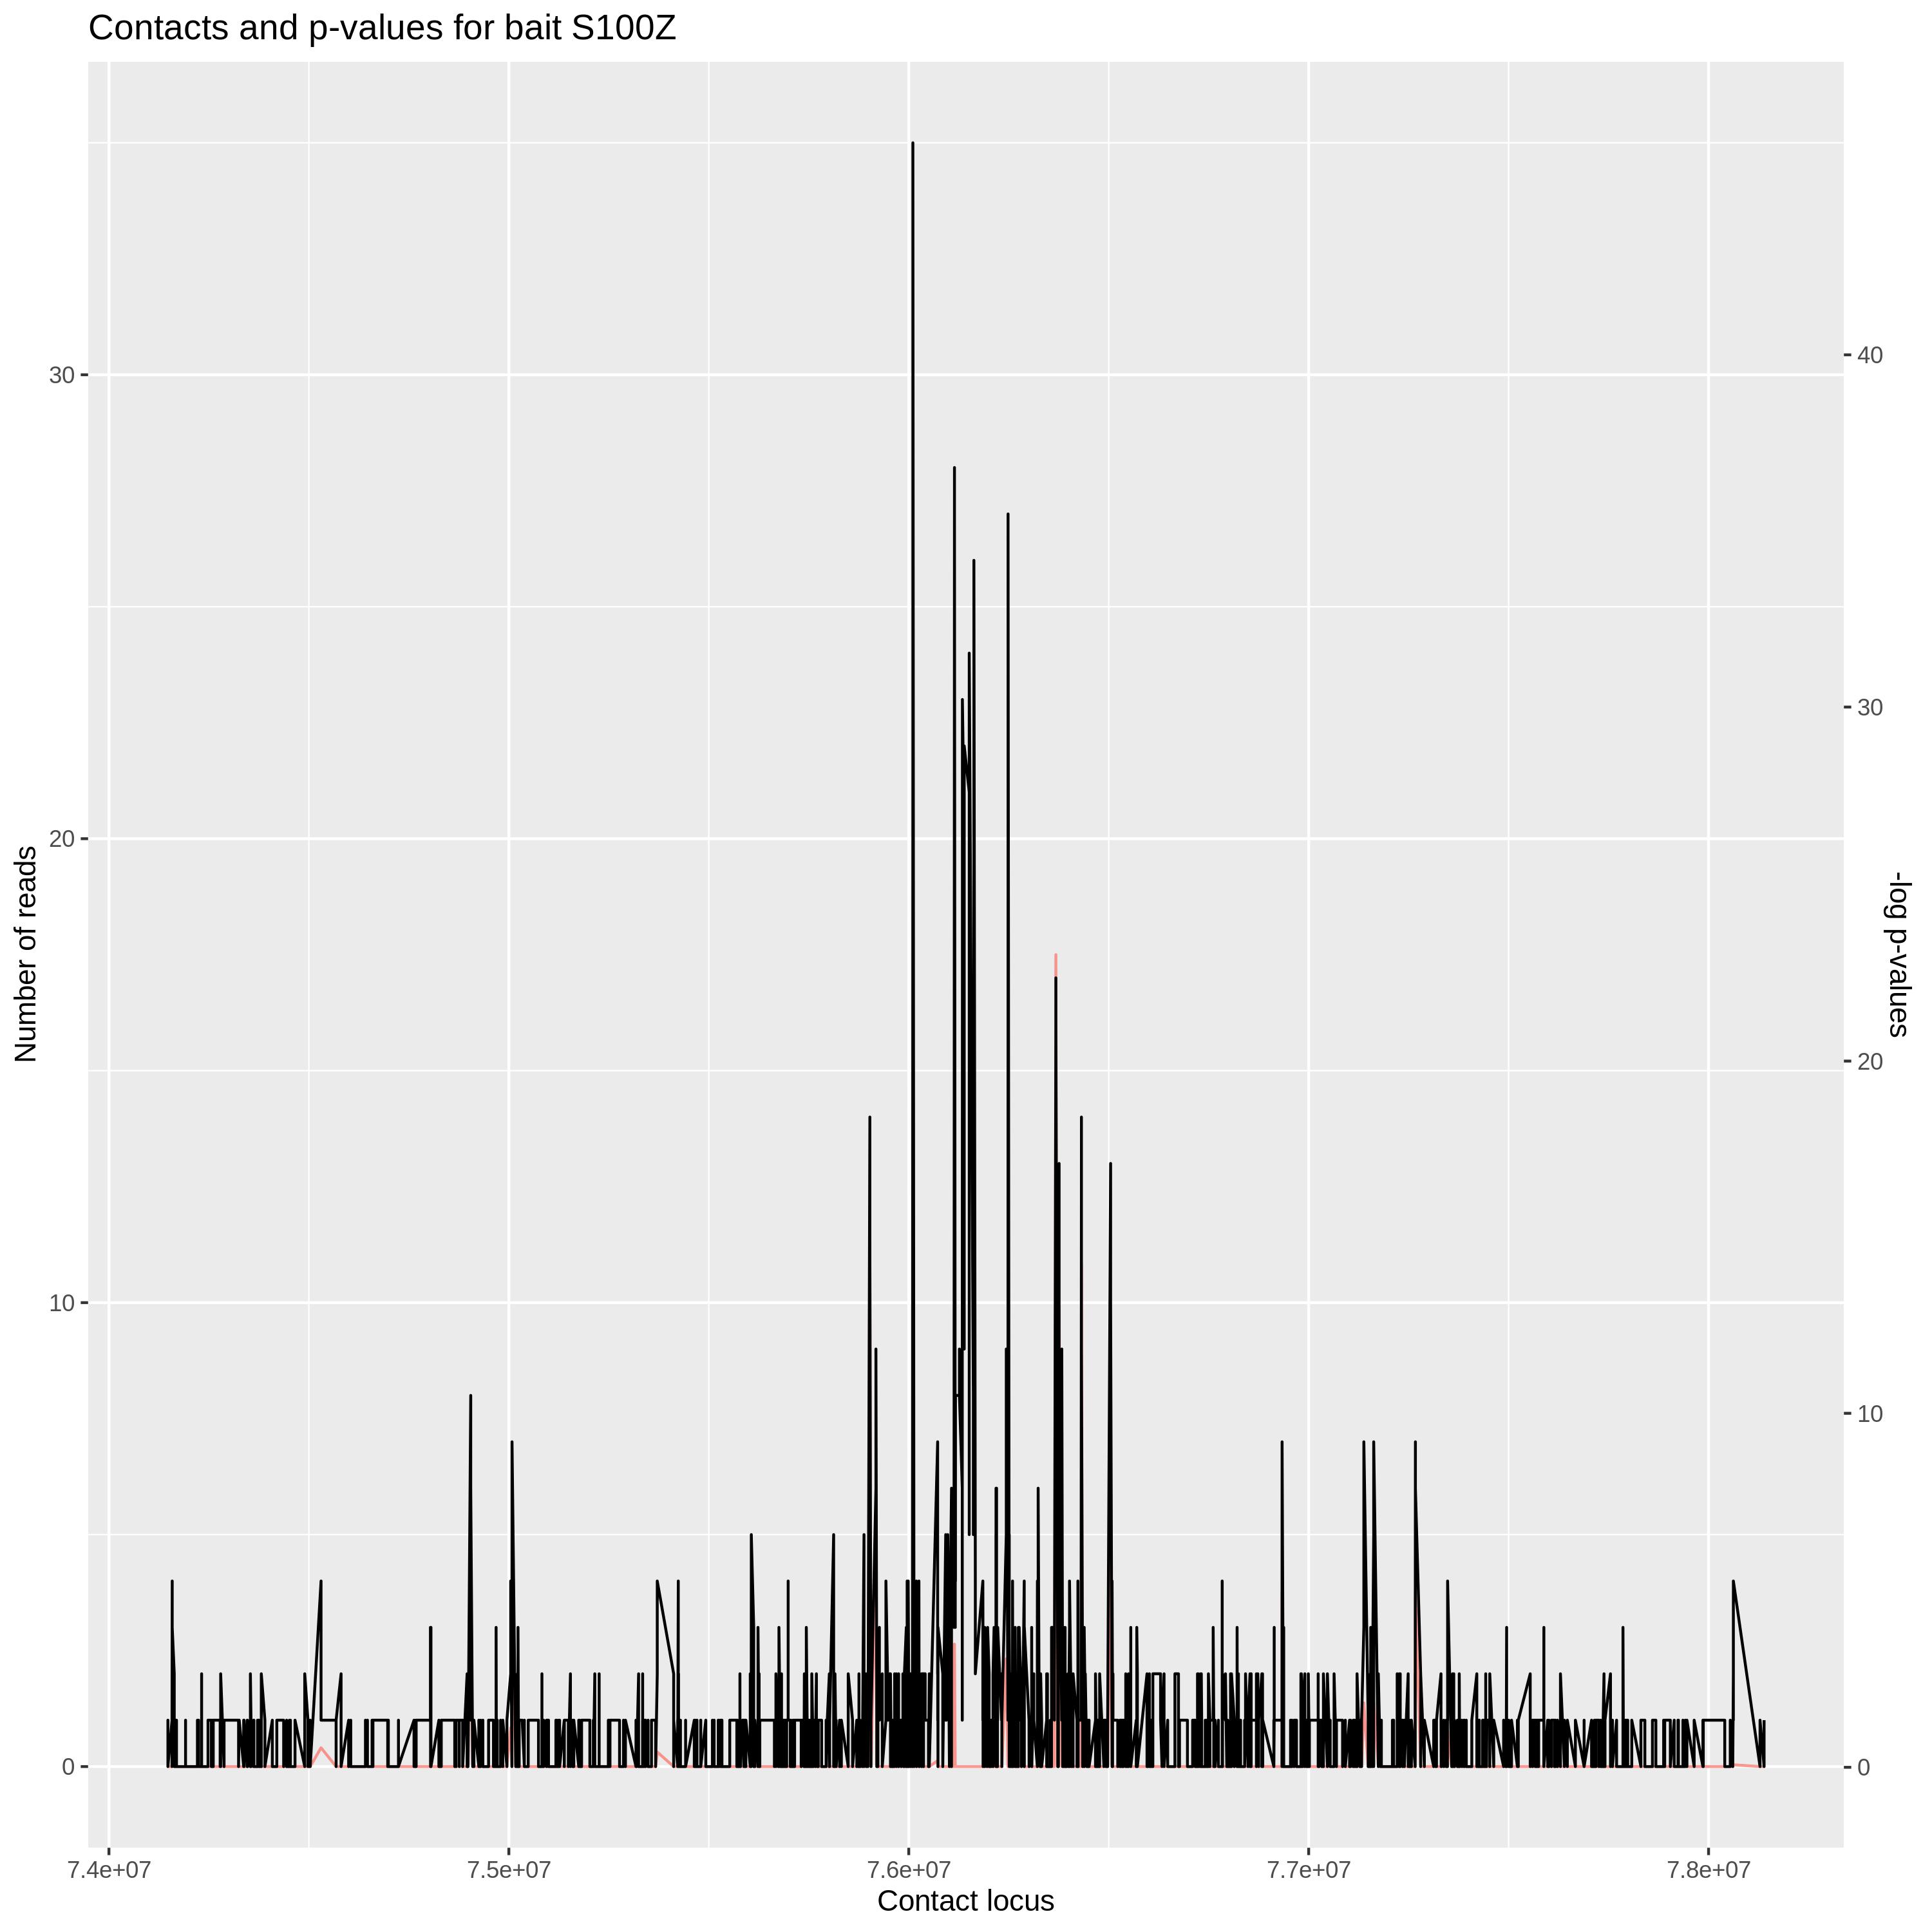 Contacts and p-values for bait S100Z
Number of reads
30
20
10
0
40
30
20
10
0
-log p-values
7.4e+07 7.5e+07 7.6e+07 7.7e+07 7.8e+07
Contact locus